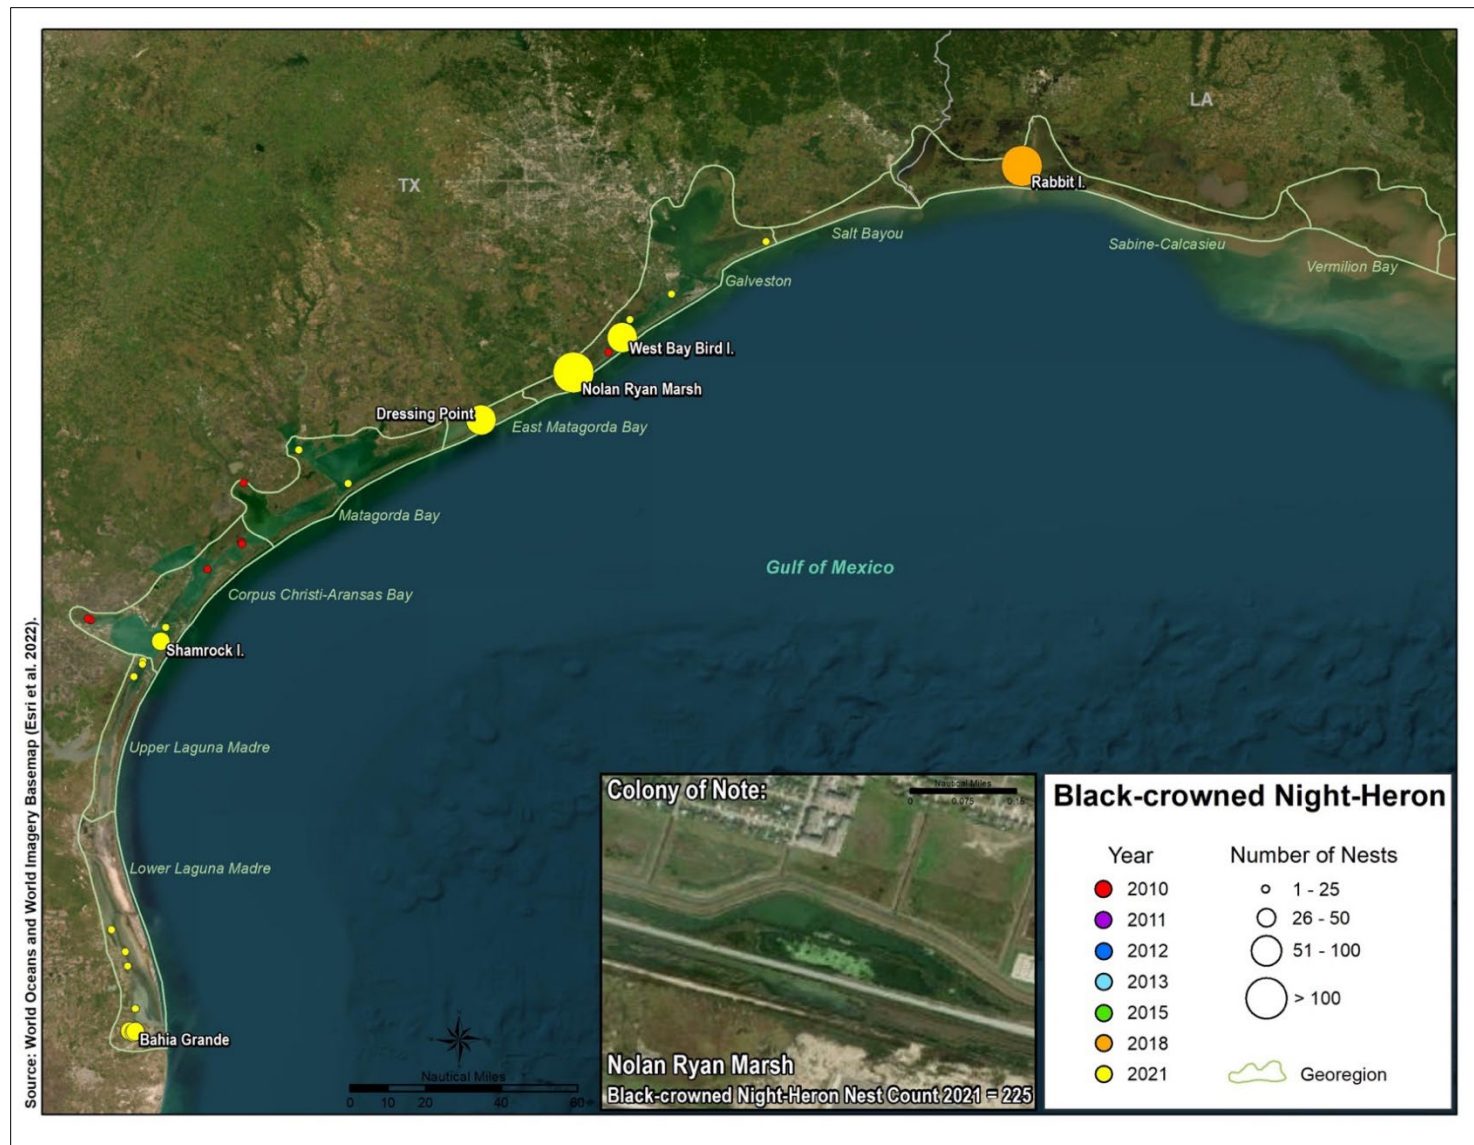 TX
LA
Rabbit I.
Salt Bayou
Sabine-Calcasieu
Vermilion Bay
Galveston
West Bay Bird I.
Nolan Ryan Marsh
Dressing Point
East Matagorda Bay
Matagorda Bay
Gulf of Mexico
Corpus Christi-Aransas Bay
Shamrock I.
Upper Laguna Madre
Lower Laguna Madre
Bahia Grande
Source: World Oceans and World Imagery Basemap (Esri et al. 2022).
Nautical Miles
0 10 20 40 60
Colony of Note:
Nautical Miles
0 0.075 0.15
Nolan Ryan Marsh
Black-crowned Night-Heron Nest Count 2021 = 225
Black-crowned Night-Heron
Year
2010
2011
2012
2013
2015
2018
2021
Number of Nests
1 - 25
26 - 50
51 - 100
> 100
Georegion